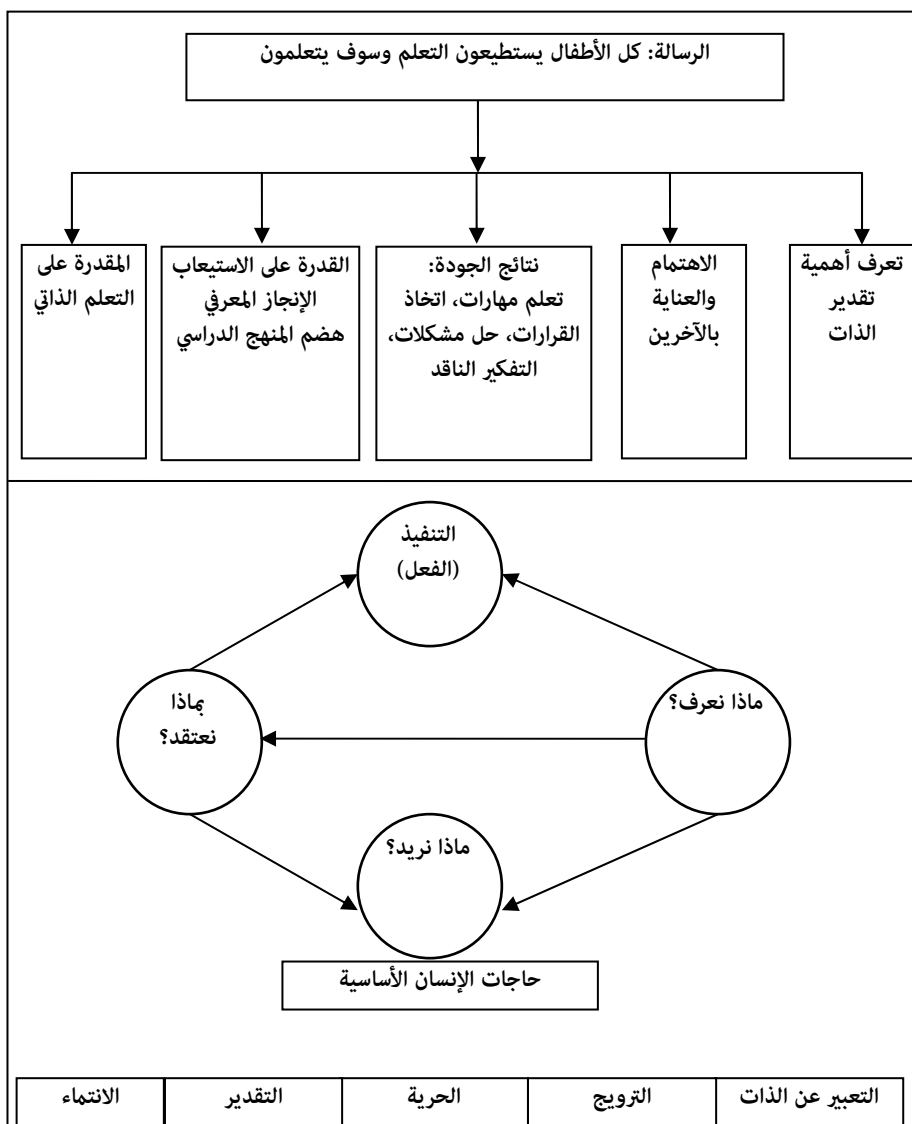 الرسالة: كل الأطفال يستطيعون التعلم وسوف يتعلمون
تعرف أهمية
تقدير
الذات
الاهتمام
والعناية
بالآخرين
نتائج الجودة:
تعلم مهارات، اتخاذ
القرارات، حل مشكلات،
التفكير الناقد
القدرة على الاستيعاب
الإنجاز المعرفي
هضم المنهج الدراسي
المقدرة على
التعلم الذاتي
التنفيذ
(الفعل)
ماذا نعرف؟
بماذا
نعتقد؟
ماذا نريد؟
حاجات الإنسان الأساسية
التعبير عن الذات
الترويج
الحرية
التقدير
الانتماء